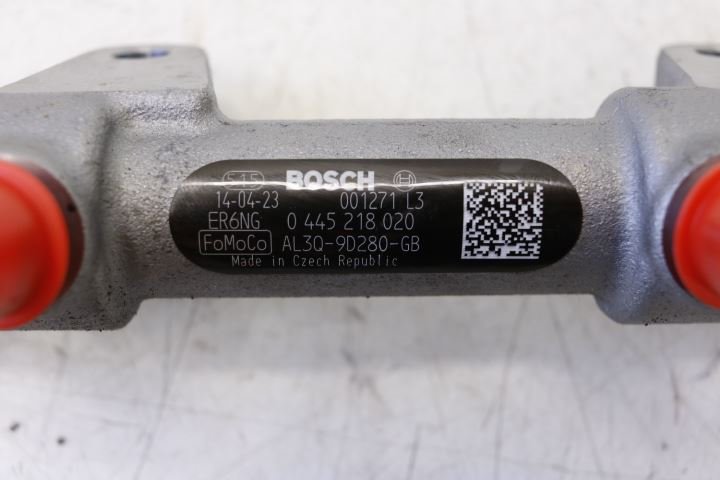 515 BOSCH
14-04-23 001271 L3
ER6NG 0 445 218 020
FoMoCo AL3Q-9D280-GB
Made in Czech Republic